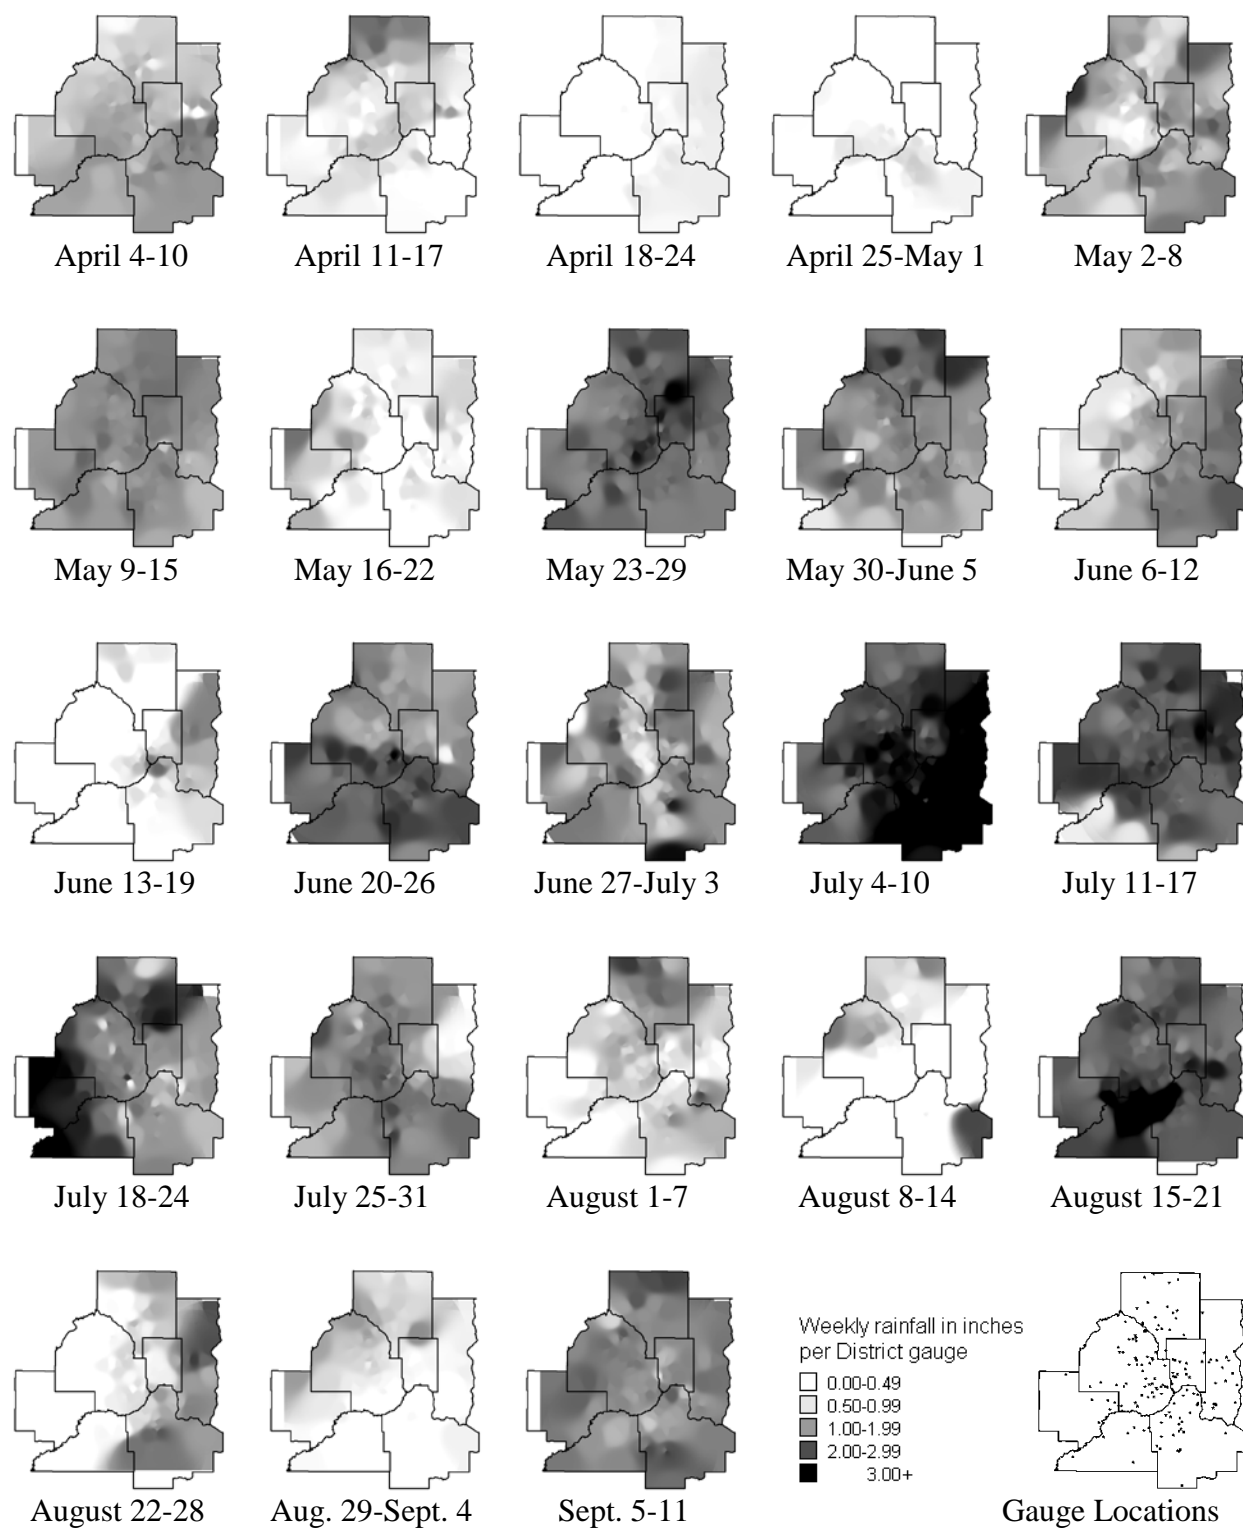 April 4-10
April 11-17
April 18-24
April 25-May 1
May 2-8
May 9-15
May 16-22
May 23-29
May 30-June 5
June 6-12
June 13-19
June 20-26
June 27-July 3
July 4-10
July 11-17
July 18-24
July 25-31
August 1-7
August 8-14
August 15-21
August 22-28
Aug. 29-Sept. 4
Sept. 5-11
Weekly rainfall in inches
per District gauge
0.00-0.49
0.50-0.99
1.00-1.99
2.00-2.99
3.00+
Gauge Locations